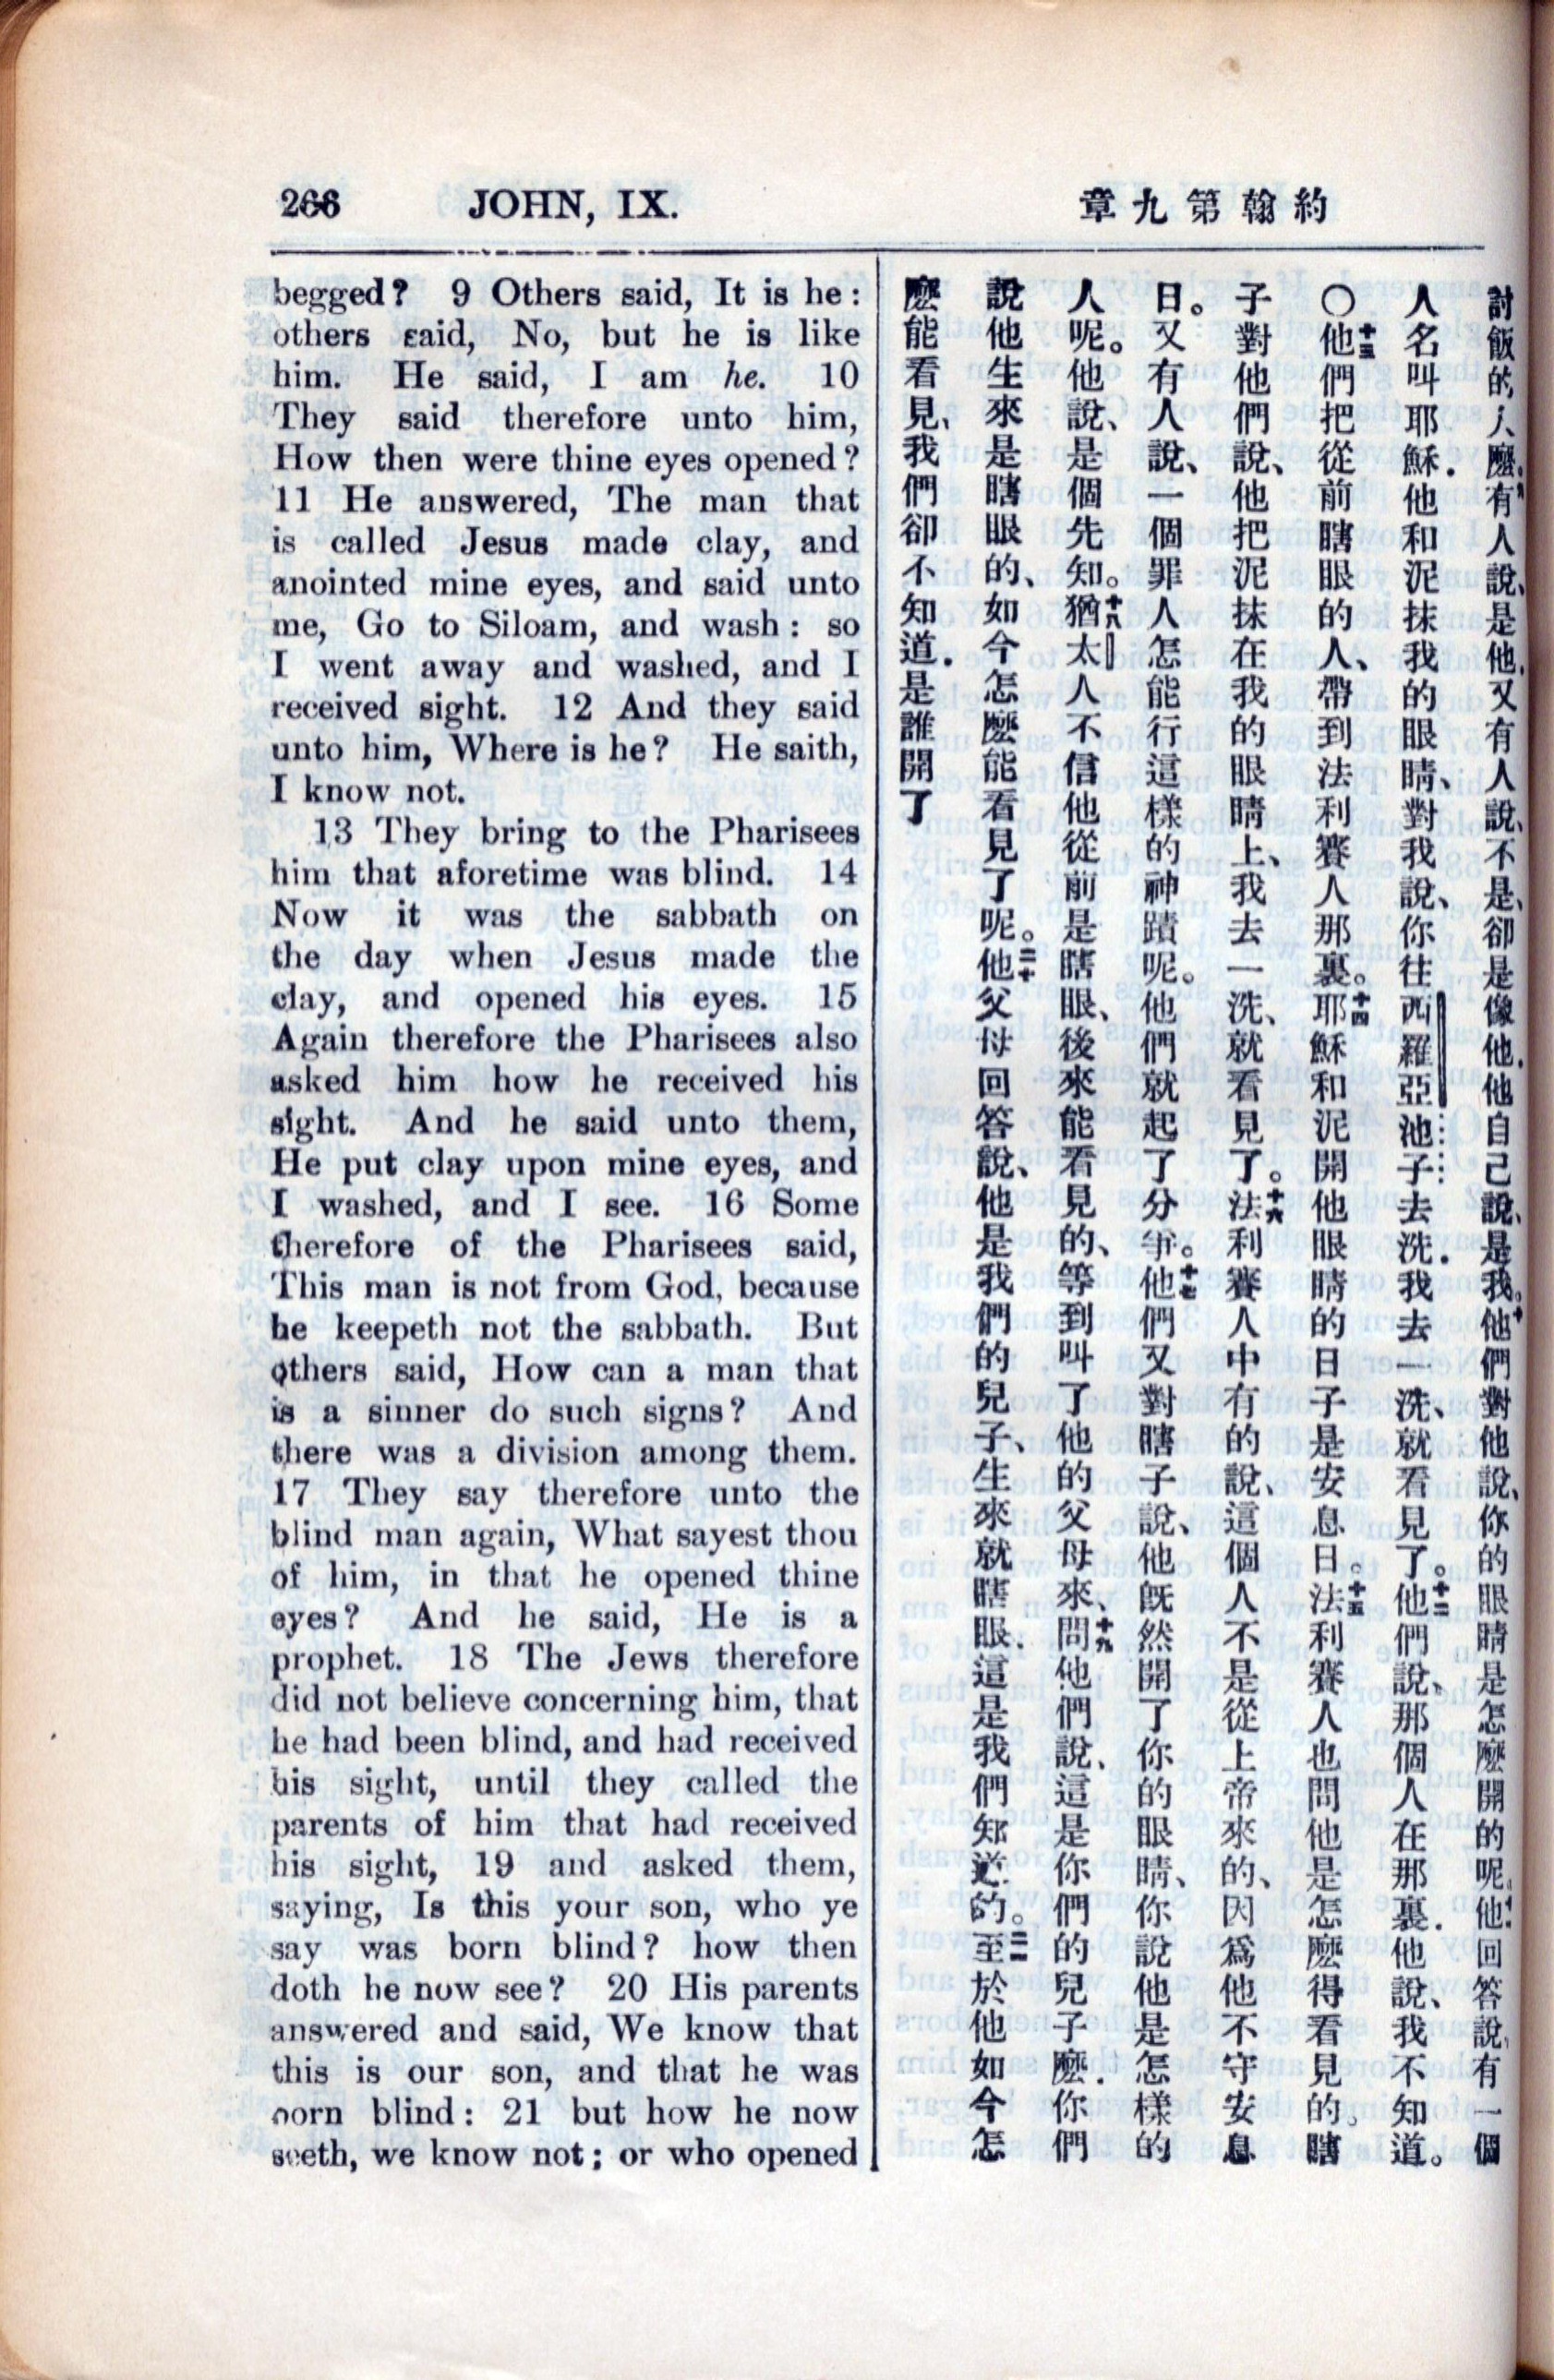 266 JOHN, IX.
約翰第九章
begged? 9 Others said, It is he:
others said, No, but he is like
him. He said, I am he. 10
They said therefore unto him,
How then were thine eyes opened?
11 He answered, The man that
is called Jesus made clay, and
anointed mine eyes, and said unto
me, Go to Siloam, and wash: so
I went away and washed, and I
received sight. 12 And they said
unto him, Where is he? He saith,
I know not.
13 They bring to the Pharisees
him that aforetime was blind. 14
Now it was the sabbath on
the day when Jesus made the
clay, and opened his eyes. 15
Again therefore the Pharisees also
asked him how he received his
sight. And he said unto them,
He put clay upon mine eyes, and
I washed, and I see. 16 Some
therefore of the Pharisees said,
This man is not from God, because
he keepeth not the sabbath. But
others said, How can a man that
is a sinner do such signs? And
there was a division among them.
17 They say therefore unto the
blind man again, What sayest thou
of him, in that he opened thine
eyes? And he said, He is a
prophet. 18 The Jews therefore
did not believe concerning him, that
he had been blind, and had received
his sight, until they called the
parents of him that had received
his sight, 19 and asked them,
saying, Is this your son, who ye
say was born blind? how then
doth he now see? 20 His parents
answered and said, We know that
this is our son, and that he was
born blind: 21 but how he now
seeth, we know not; or who opened
討飯的人麼。九有人說、是他．又有人說、不是、卻是像他．他自己說、是我。十他們對他說、你的眼睛是怎麼開的呢。十一他回答說、有一個
人名叫耶穌．他和泥抹我的眼睛、對我說、你往西羅亞池子去洗．我去一洗、就看見了。十二他們說、那個人在那裏．他說、我不知道。
〇十三他們把從前瞎眼的人、帶到法利賽人那裏。十四耶穌和泥開他眼睛的日子是安息日。十五法利賽人也問他是怎麼得看見的。瞎
子對他們說、他把泥抹在我的眼睛上、我去一洗、就看見了。十六法利賽人中有的說、這個人不是從上帝來的、因爲他不守安息
日。又有人說、一個罪人怎能行這樣的神蹟呢。他們就起了分爭。十七他們又對瞎子說、他旣然開了你的眼睛、你說他是怎樣的
人呢。他說、是個先知。十八猶太人不信他從前是瞎眼、後來能看見的、等到叫了他的父母來、十九問他們說、這是你們的兒子麼．你們
說他生來是瞎眼的、如今怎麼能看見了呢。二十他父母回答說、他是我們的兒子、生來就瞎眼．這是我們知道的。二一至於他如今怎
麼能看見、我們卻不知道．是誰開了